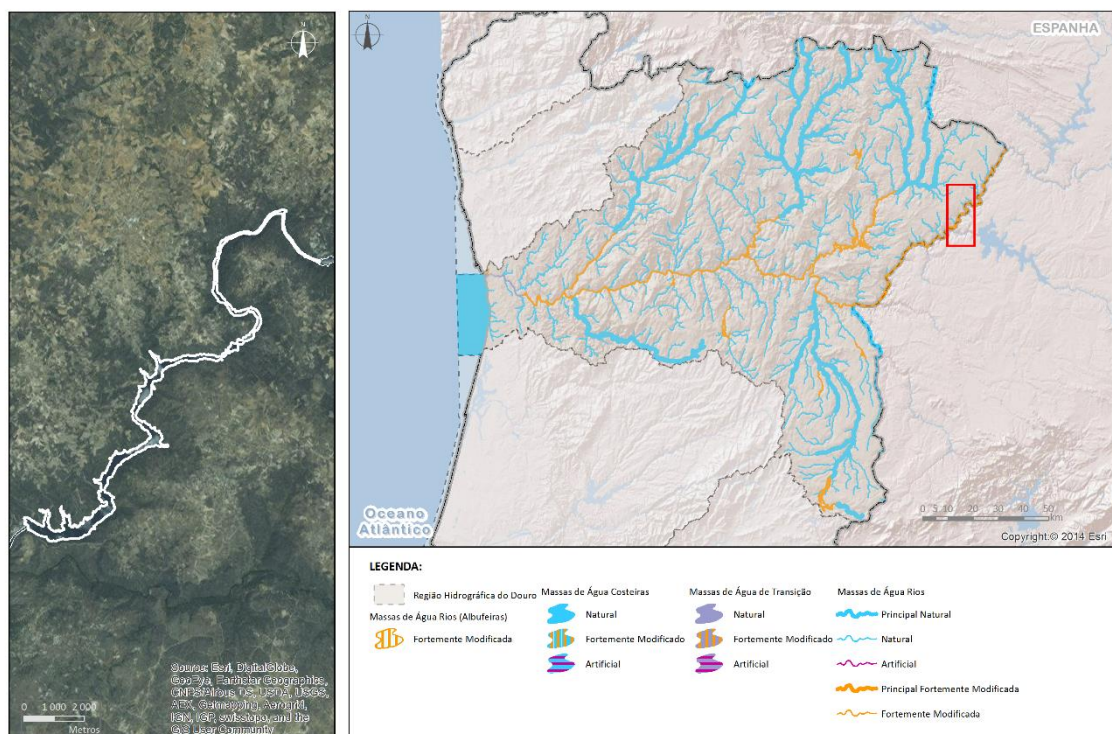 N
Source: Esri, DigitalGlobe,
GeoEye, Earthstar Geographics,
CNES/Airbus DS, USDA, USGS,
AEX, Getmapping, Aerogrid,
IGN, IGP, swisstopo, and the
GIS User Community
0 1 000 2 000
Metros
N
ESPANHA
Oceano
Atlântico
0 5 10 20 30 40 50
km
Copyright:© 2014 Esri
LEGENDA:
Região Hidrográfica do Douro
Massas de Água Rios (Albufeiras)
Fortemente Modificada
Massas de Água Costeiras
Natural
Fortemente Modificado
Artificial
Massas de Água de Transição
Natural
Fortemente Modificado
Artificial
Massas de Água Rios
Principal Natural
Natural
Artificial
Principal Fortemente Modificada
Fortemente Modificada